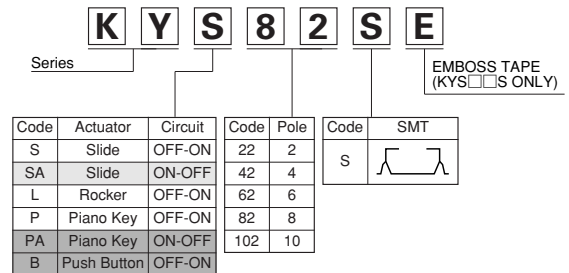 K Y S 8 2 S E
Series
EMBOSS TAPE
(KYS□□S ONLY)
Code Actuator Circuit
S Slide OFF-ON
SA Slide ON-OFF
L Rocker OFF-ON
P Piano Key OFF-ON
PA Piano Key ON-OFF
B Push Button OFF-ON
Code Pole
22 2
42 4
62 6
82 8
102 10
Code SMT
S